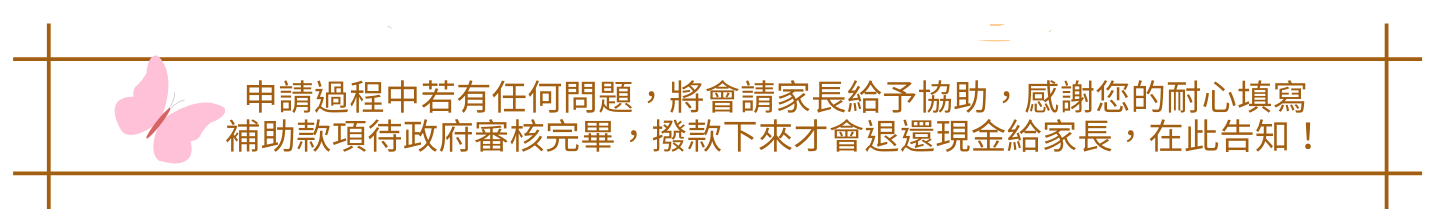 申請過程中若有任何問題，將會請家長給予協助，感謝您的耐心填寫
補助款項待政府審核完畢，撥款下來才會退還現金給家長，在此告知！